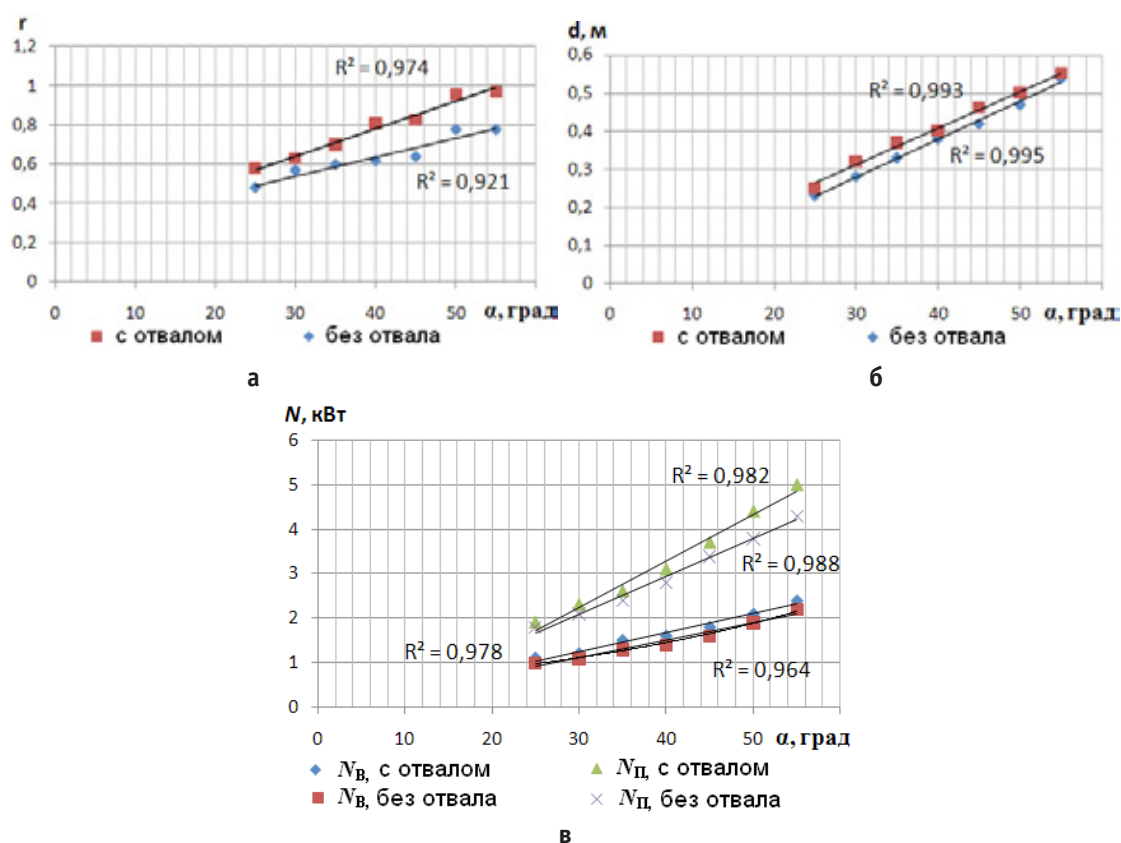 r
1,2
1
0,8
0,6
0,4
0,2
0
R² = 0,974
R² = 0,921
0 10 20 30 40 50 α, град
с отвалом без отвала
а
d, м
0,6
0,5
0,4
0,3
0,2
0,1
0
R² = 0,993
R² = 0,995
0 10 20 30 40 50 α, град
с отвалом без отвала
б
N, кВт
6
5
4
3
2
1
0
R² = 0,982
R² = 0,988
R² = 0,978
R² = 0,964
0 10 20 30 40 50 α, град
NВ, с отвалом NП, с отвалом
NВ, без отвала NП, без отвала
в